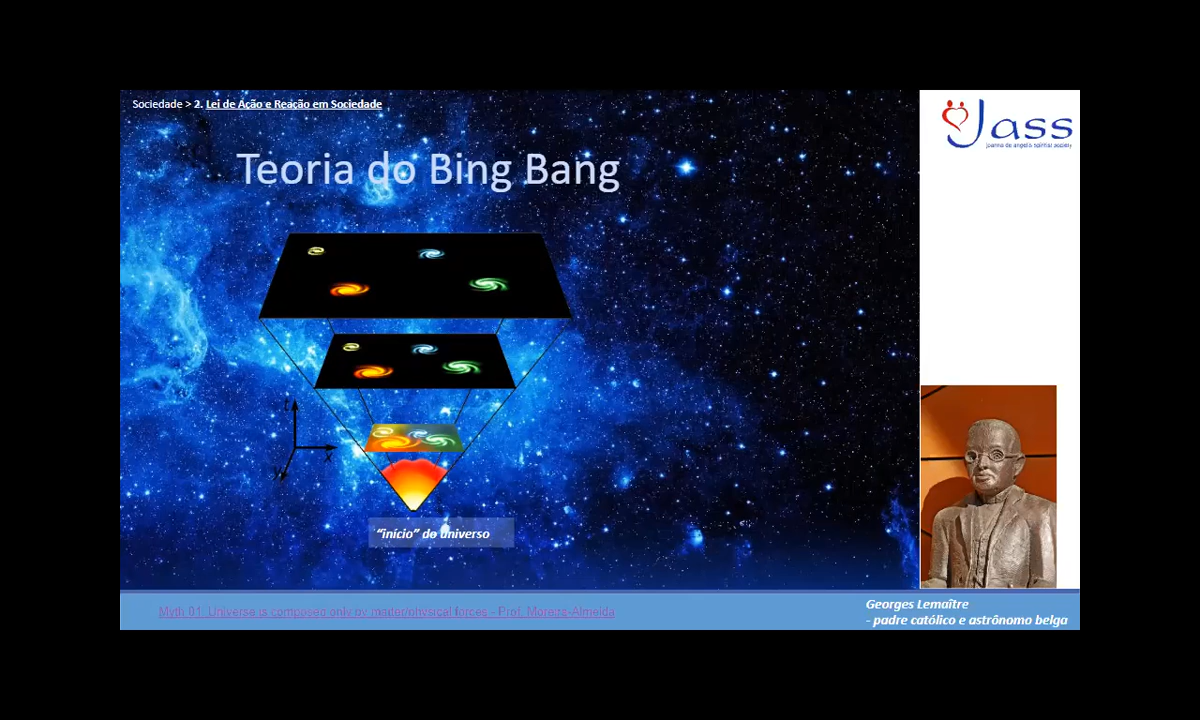 Sociedade > 2. Lei de Ação e Reação em Sociedade
Jass
joanna de angelis spiritist society
Teoria do Bing Bang
t
x
y
"início" do universo
Myth 01: Universe is composed only by matter/physical forces - Prof. Moreira-Almeida
Georges Lemaître
- padre católico e astrônomo belga